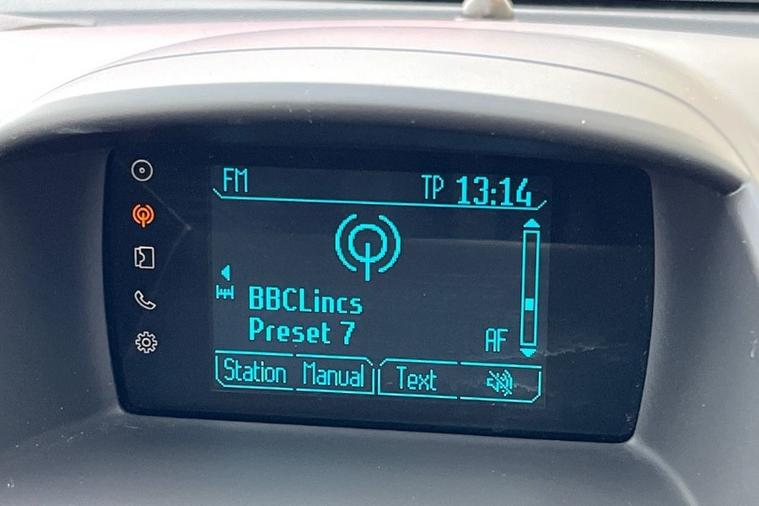 FM TP 13:14
BBCLincs
Preset 7
AF
Station Manual Text